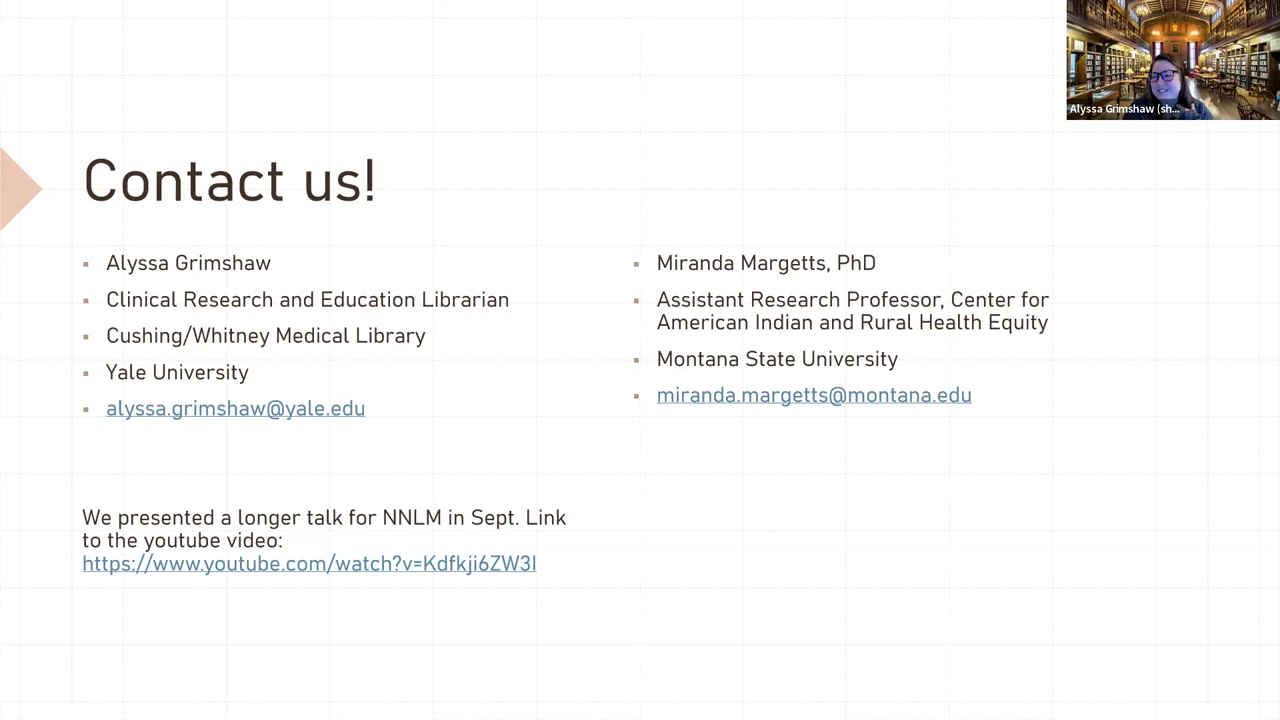 Alyssa Grimshaw (sh...
Contact us!
Alyssa Grimshaw
Clinical Research and Education Librarian
Cushing/Whitney Medical Library
Yale University
alyssa.grimshaw@yale.edu
Miranda Margetts, PhD
Assistant Research Professor, Center for
American Indian and Rural Health Equity
Montana State University
miranda.margetts@montana.edu
We presented a longer talk for NNLM in Sept. Link
to the youtube video:
https://www.youtube.com/watch?v=Kdfkji6ZW3I